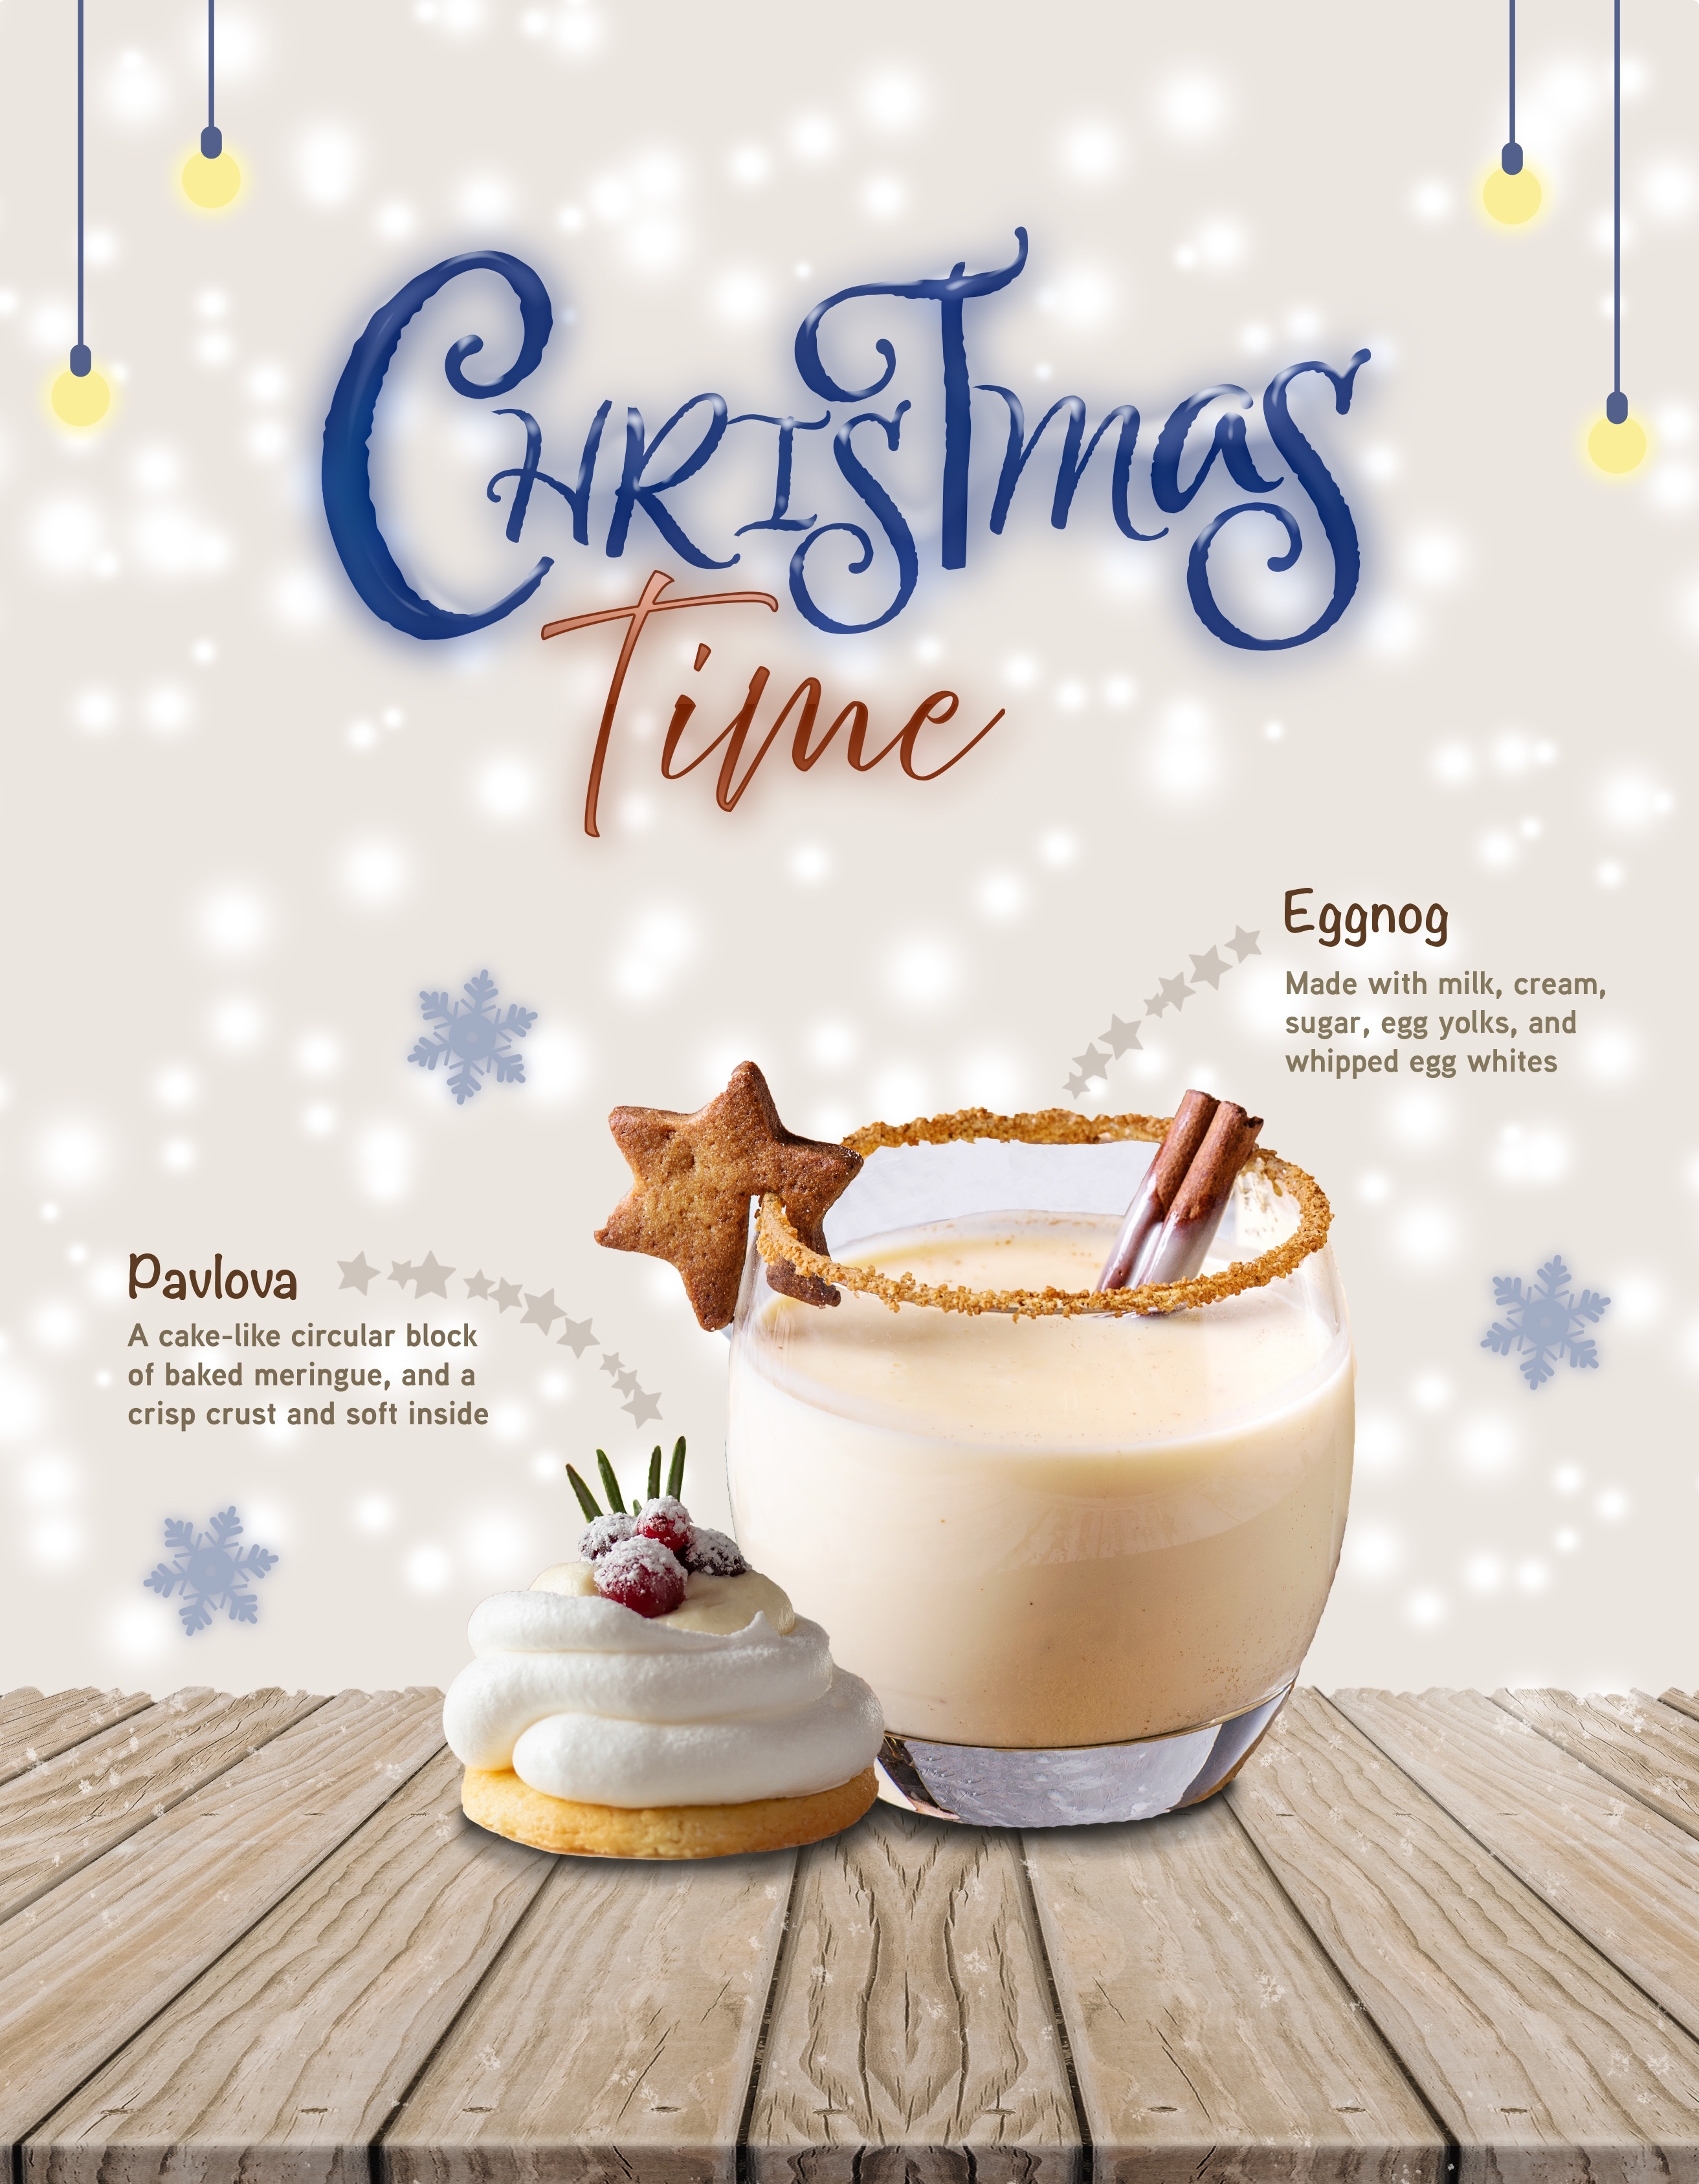 CHRISTmas
Time
Eggnog
Made with milk, cream,
sugar, egg yolks, and
whipped egg whites
Pavlova
A cake-like circular block
of baked meringue, and a
crisp crust and soft inside